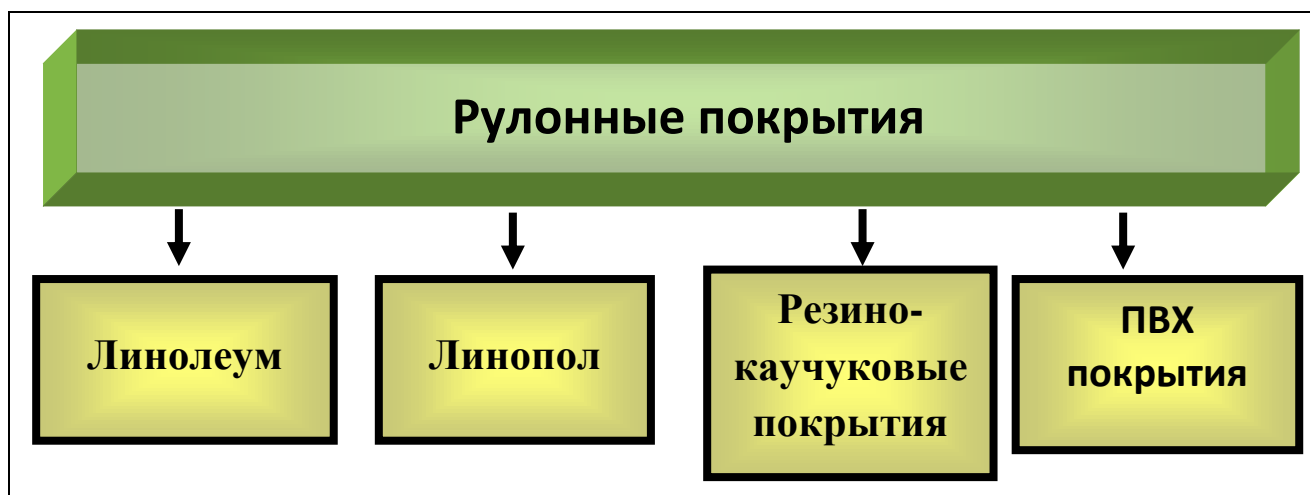 Рулонные покрытия
Линолеум
Линопол
Резино-
каучуковые
покрытия
ПВХ
покрытия